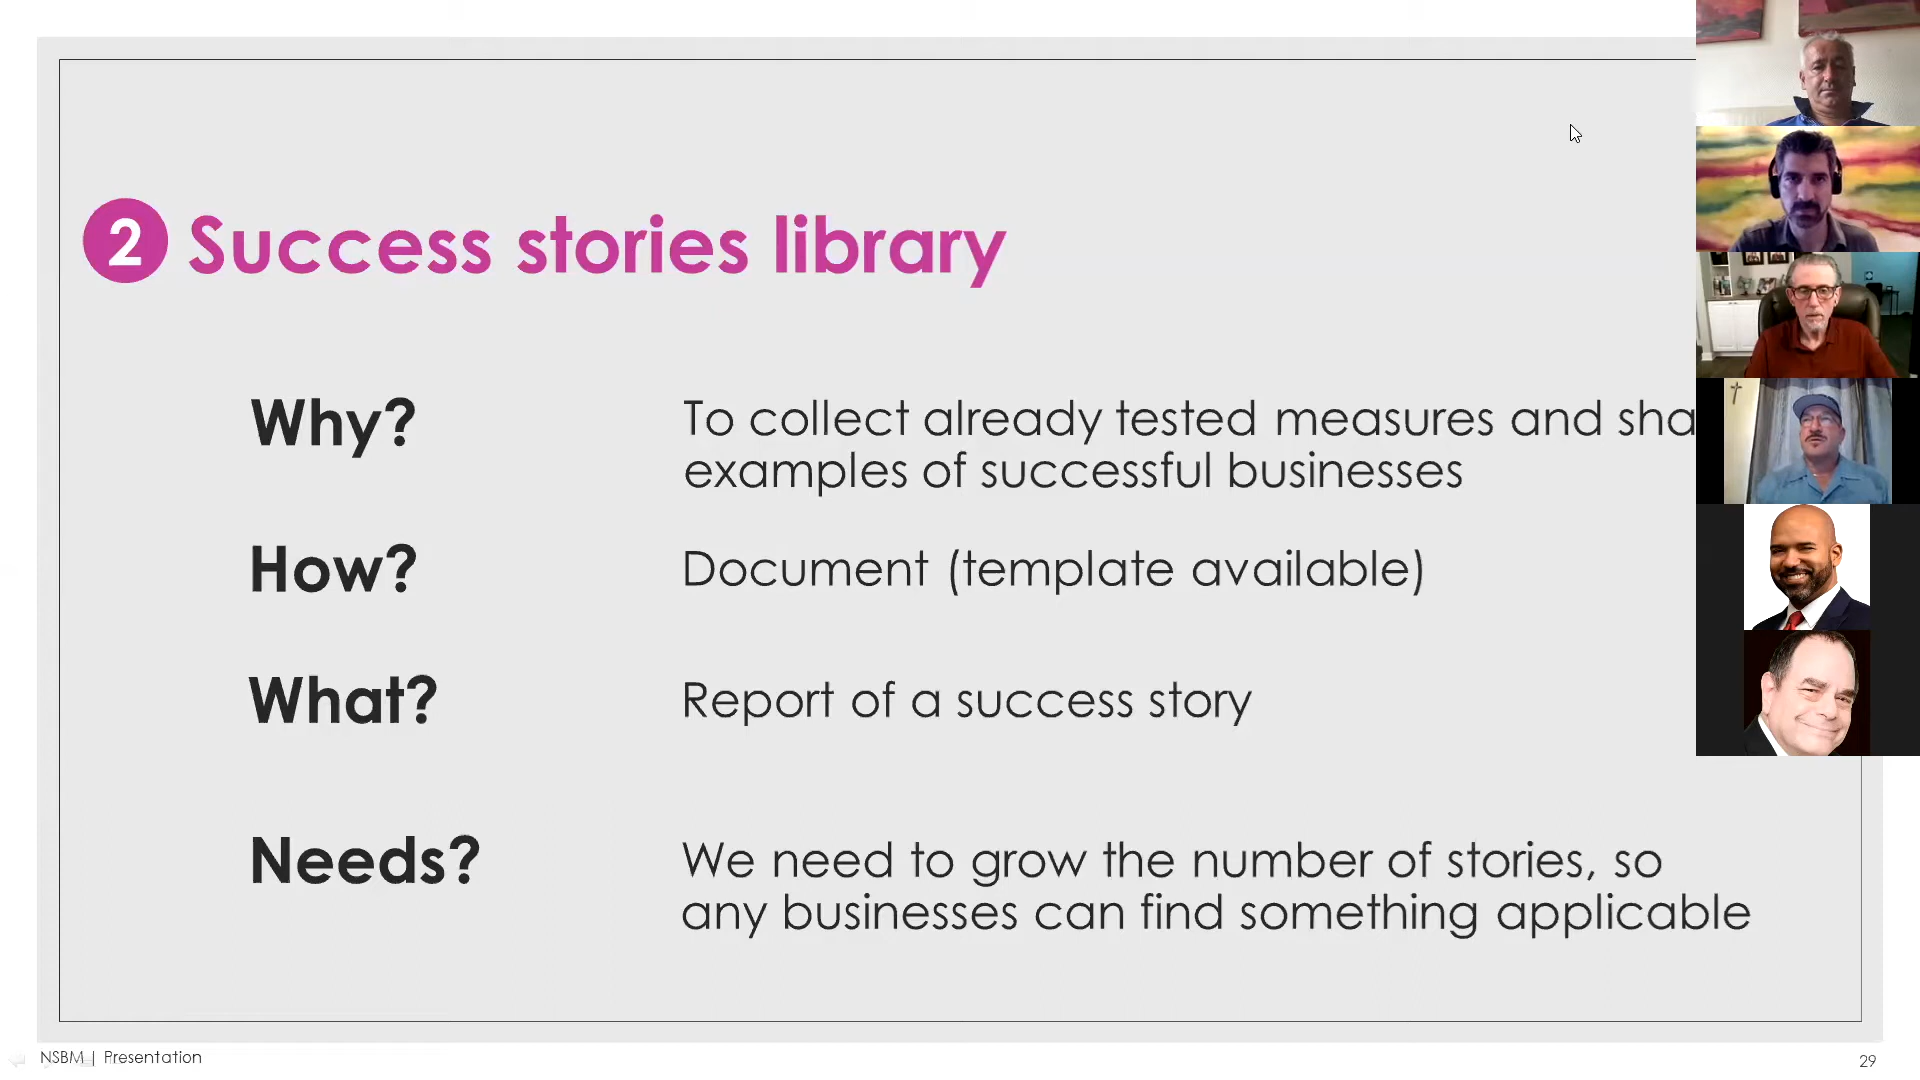 2 Success stories library
Why?
To collect already tested measures and sha
examples of successful businesses
How?
Document (template available)
What?
Report of a success story
Needs?
We need to grow the number of stories, so
any businesses can find something applicable
NSBM | Presentation
29